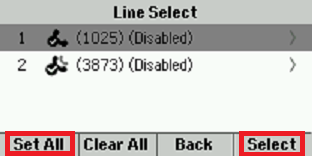 Line Select
1 (1025) (Disabled)
2 (3873) (Disabled)
Set All Clear All Back Select